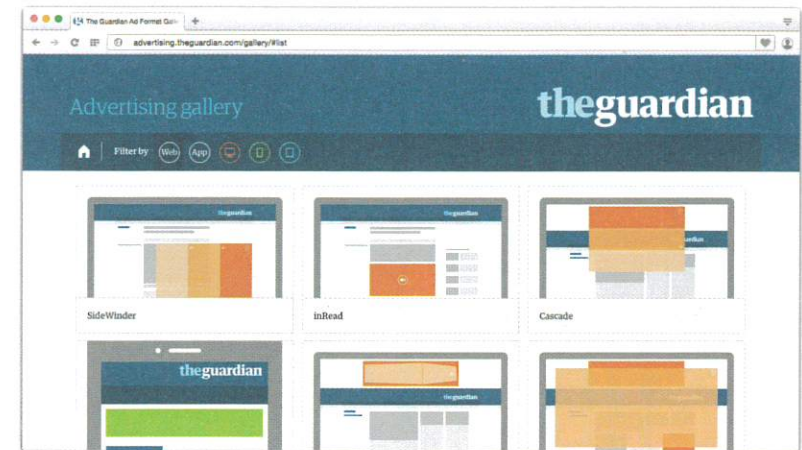 The Guardian Ad Format Gall
advertising.theguardian.com/gallery/#list
Advertising gallery
theguardian
Filter by
Web
App
theguardian
theguardian
SideWinder
inRead
Cascade
theguardian
theguardian